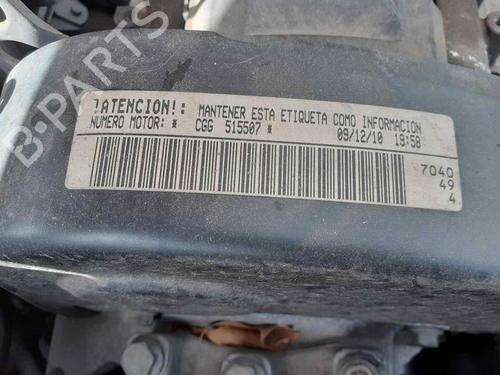 ¡ATENCION!: MANTENER ESTA ETIQUETA COMO INFORMACION
NUMERO MOTOR: * CGG 515507 * 09/12/10 19:58
7040
49
4
B-PARTS